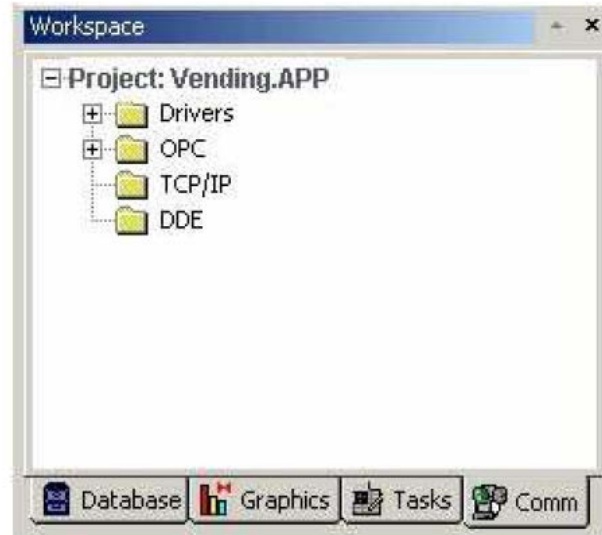 Workspace
Project: Vending.APP
Drivers
OPC
TCP/IP
DDE
Database Graphics Tasks Comm